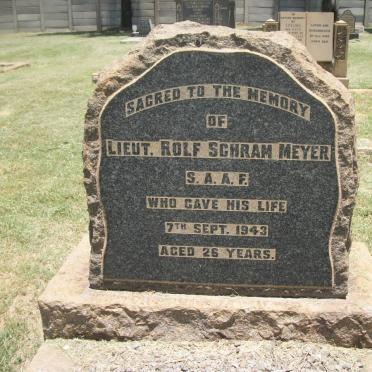 SACRED TO THE MEMORY
OF
LIEUT. ROLF SCHRAM MEYER
S.A.A.F.
WHO GAVE HIS LIFE
7TH SEPT. 1943
AGED 26 YEARS.